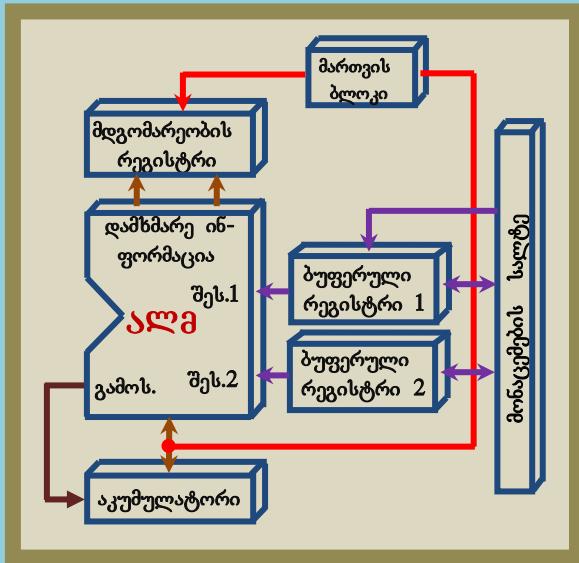 მართვის
ბლოკი
მდგომარეობის
რეგისტრი
დამხმარე ინ-
ფორმაცია
შეს.1
ალმ
შეს.2
გამოს.
ბუფერული
რეგისტრი 1
ბუფერული
რეგისტრი 2
მონაცემების სალტე
აკუმულატორი